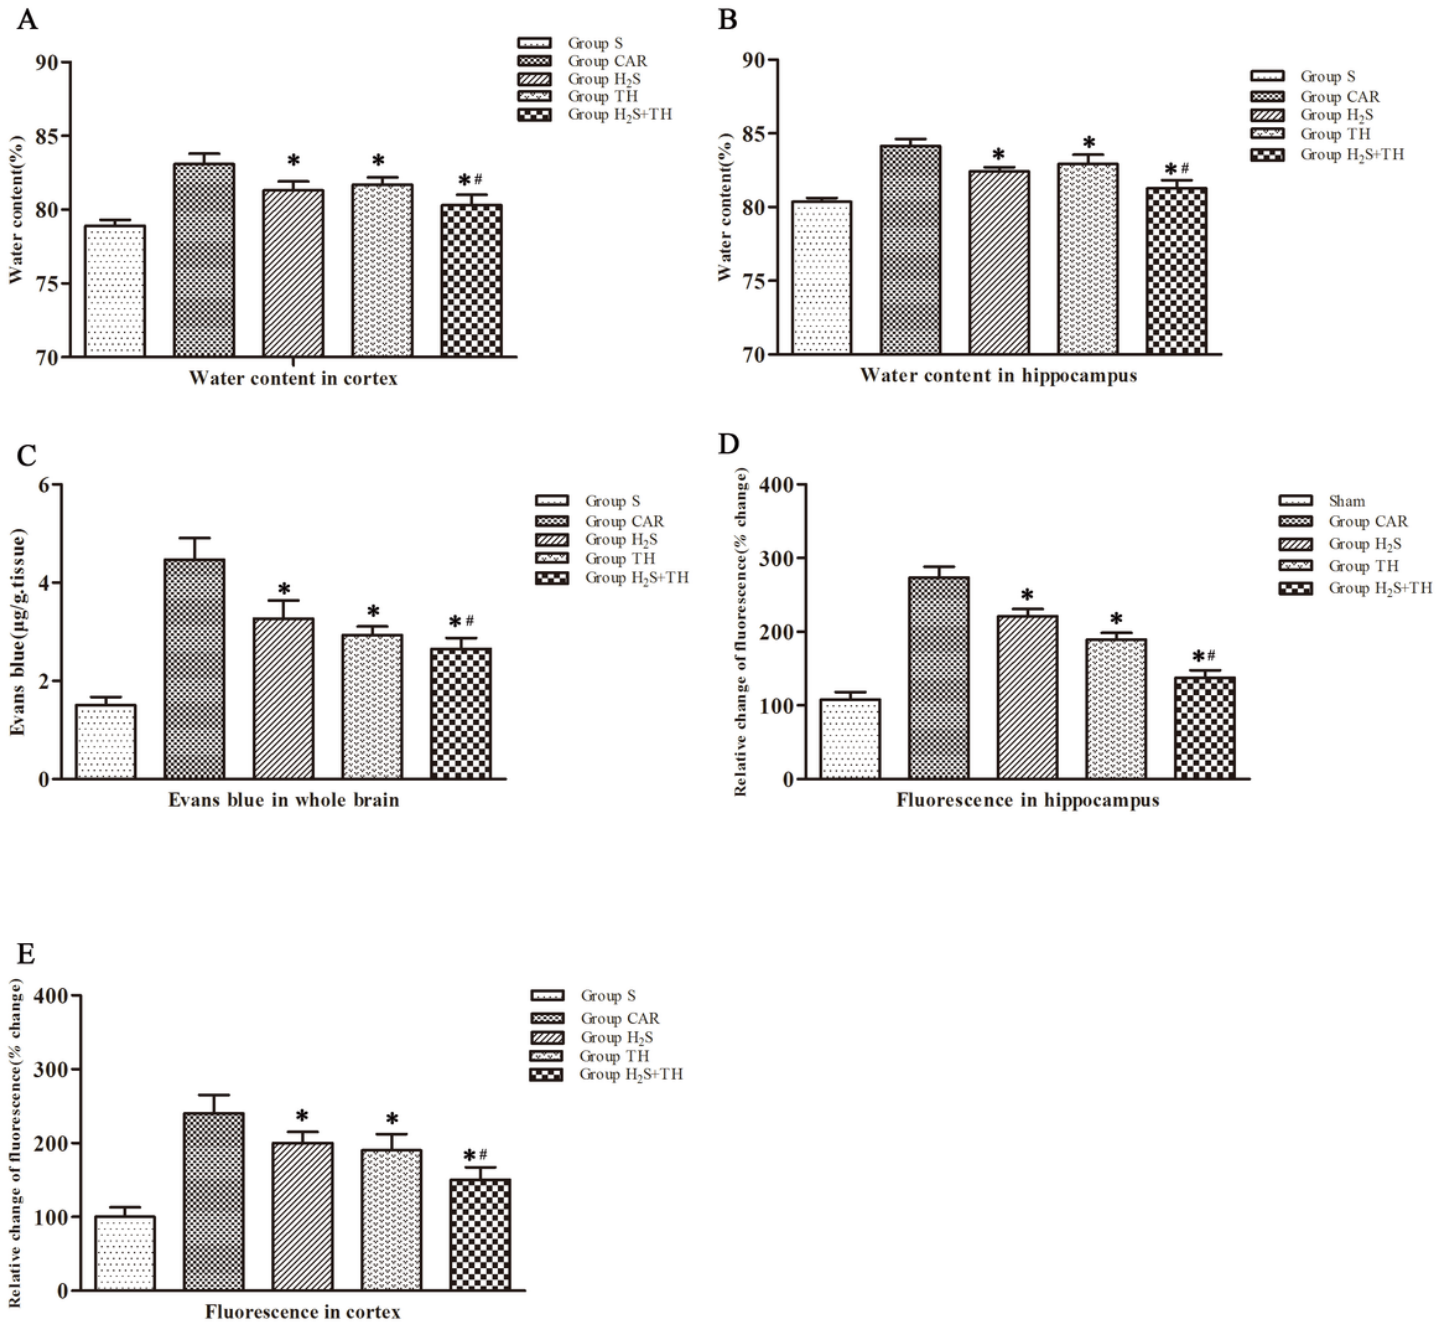 A
Water content(%)
90
85
80
75
70
* * *#
Water content in cortex
Group S
Group CAR
Group H₂S
Group TH
Group H₂S+TH
B
Water content(%)
90
85
80
75
70
* * *#
Water content in hippocampus
Group S
Group CAR
Group H₂S
Group TH
Group H₂S+TH
C
Evans blue(µg/g.tissue)
6
4
2
0
* * *#
Evans blue in whole brain
Group S
Group CAR
Group H₂S
Group TH
Group H₂S+TH
D
Relative change of fluorescence(% change)
400
300
200
100
0
* * *#
Fluorescence in hippocampus
Sham
Group CAR
Group H₂S
Group TH
Group H₂S+TH
E
Relative change of fluorescence(% change)
400
300
200
100
0
* * *#
Fluorescence in cortex
Group S
Group CAR
Group H₂S
Group TH
Group H₂S+TH